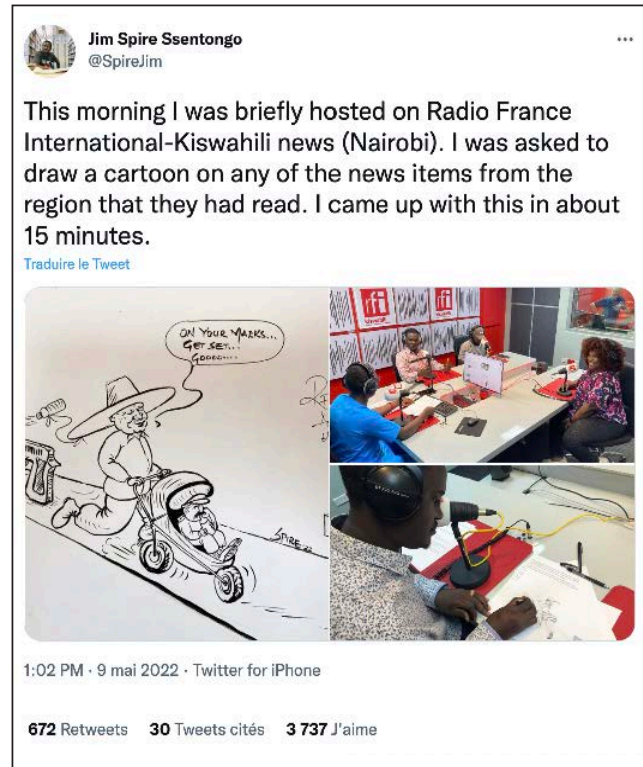 Jim Spire Ssentongo
@SpireJim
This morning I was briefly hosted on Radio France
International-Kiswahili news (Nairobi). I was asked to
draw a cartoon on any of the news items from the
region that they had read. I came up with this in about
15 minutes.
Traduire le Tweet
ON YOUR MARKS...
GET SET...
GOOOO....
SPIRE
rfi
rfi
1:02 PM · 9 mai 2022 · Twitter for iPhone
672 Retweets 30 Tweets cités 3 737 J'aime